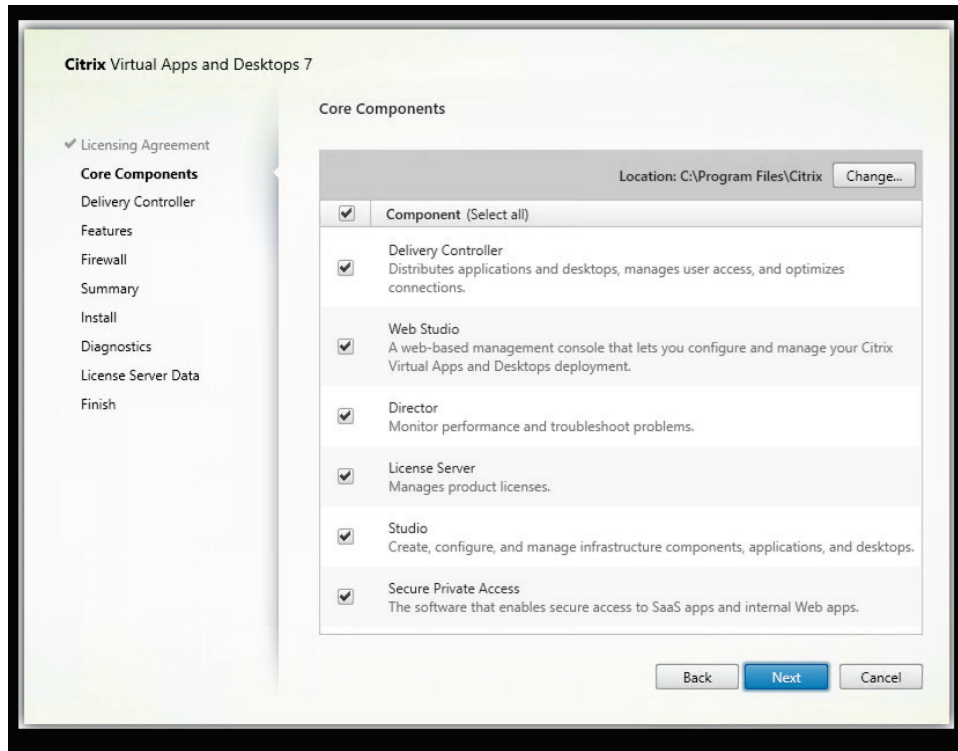 Citrix Virtual Apps and Desktops 7
Core Components
Licensing Agreement
Core Components
Delivery Controller
Features
Firewall
Summary
Install
Diagnostics
License Server Data
Finish
Location: C:\Program Files\Citrix
Change...
Component (Select all)
Delivery Controller
Distributes applications and desktops, manages user access, and optimizes
connections.
Web Studio
A web-based management console that lets you configure and manage your Citrix
Virtual Apps and Desktops deployment.
Director
Monitor performance and troubleshoot problems.
License Server
Manages product licenses.
Studio
Create, configure, and manage infrastructure components, applications, and desktops.
Secure Private Access
The software that enables secure access to SaaS apps and internal Web apps.
Back
Next
Cancel